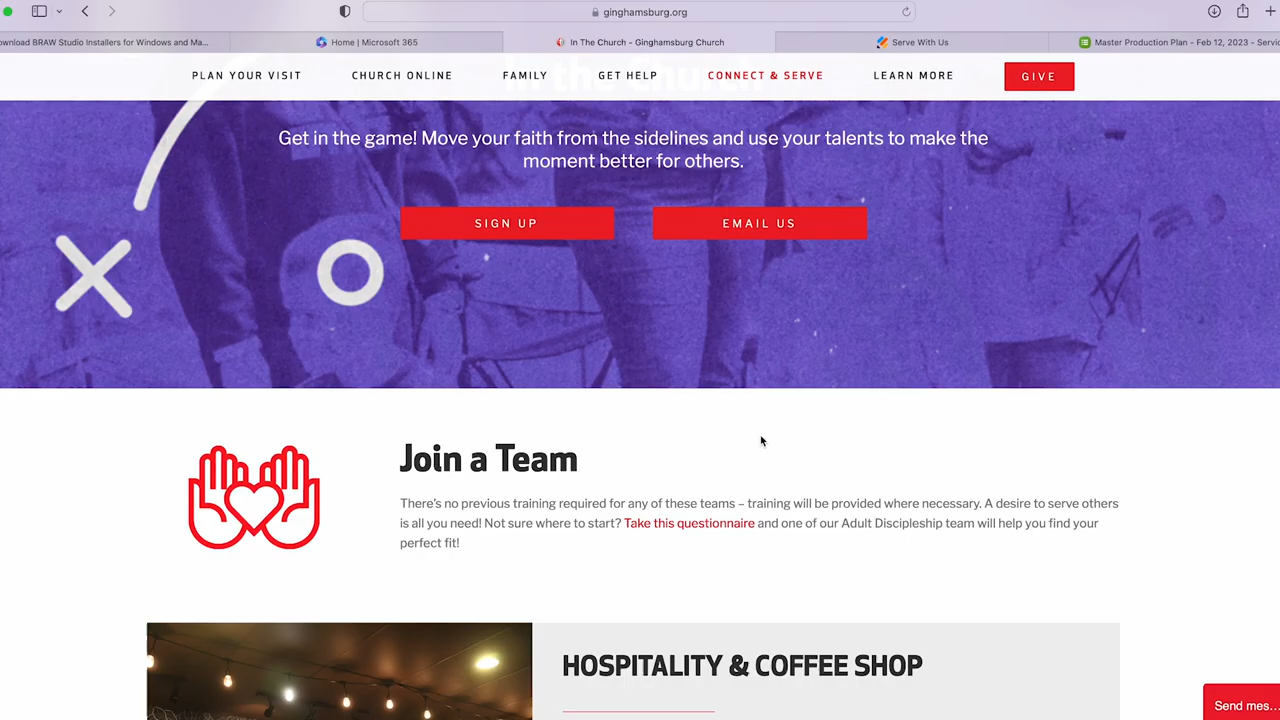 ginghamsburg.org
ownload BRAW Studio Installers for Windows and Ma...
Home | Microsoft 365
In The Church - Ginghamsburg Church
Serve With Us
Master Production Plan - Feb 12, 2023 - Servic
PLAN YOUR VISIT
CHURCH ONLINE
FAMILY
GET HELP
CONNECT & SERVE
LEARN MORE
GIVE
In the Church
Get in the game! Move your faith from the sidelines and use your talents to make the
moment better for others.
SIGN UP
EMAIL US
Join a Team
There's no previous training required for any of these teams – training will be provided where necessary. A desire to serve others
is all you need! Not sure where to start? Take this questionnaire and one of our Adult Discipleship team will help you find your
perfect fit!
HOSPITALITY & COFFEE SHOP
Send mes...